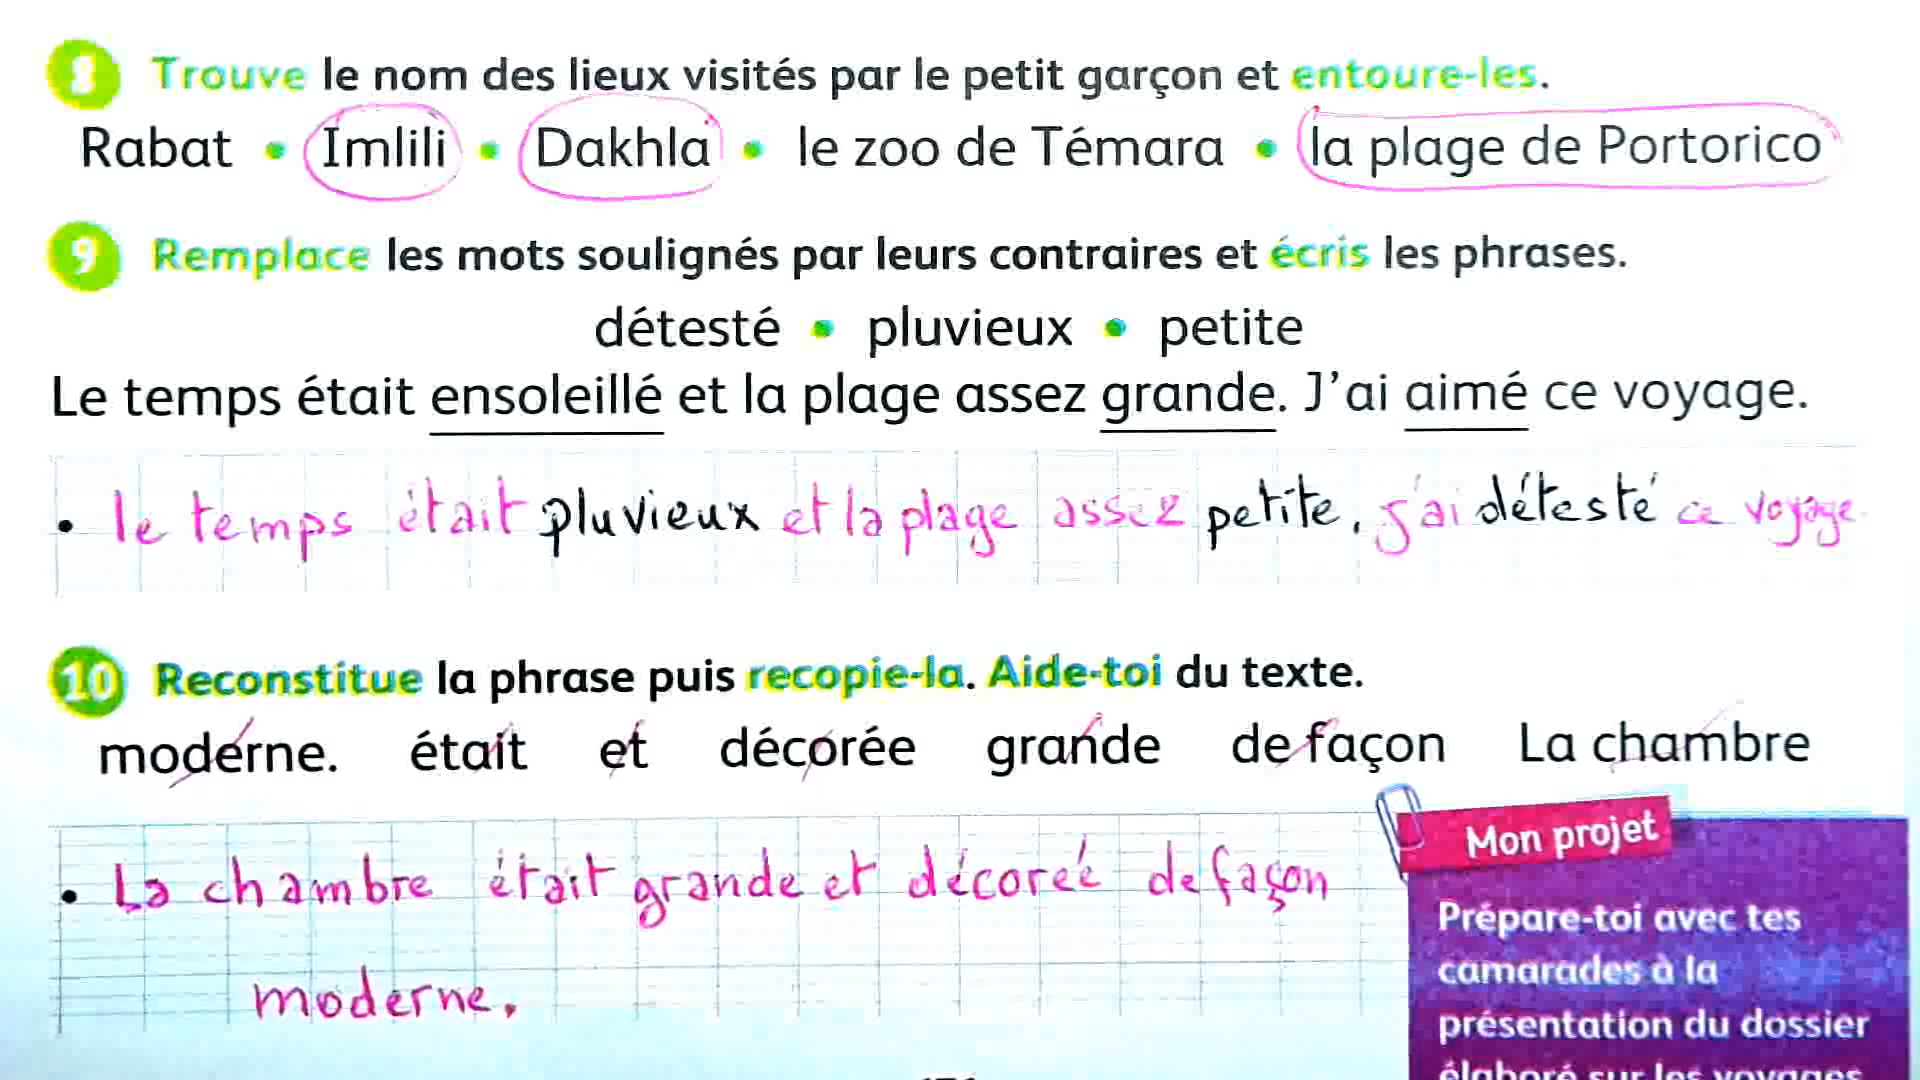 8 Trouve le nom des lieux visités par le petit garçon et entoure-les.
Rabat • Imlili • Dakhla • le zoo de Témara • la plage de Portorico
9 Remplace les mots soulignés par leurs contraires et écris les phrases.
détesté • pluvieux • petite
Le temps était ensoleillé et la plage assez grande. J'ai aimé ce voyage.
• le temps était pluvieux et la plage assez petite, j'ai détesté ce voyage.
10 Reconstitue la phrase puis recopie-la. Aide-toi du texte.
moderne. était et décorée grande de façon La chambre
• La chambre était grande et décoreé de façon
moderne.
Mon projet
Prépare-toi avec tes
camarades à la
présentation du dossier
élaboré sur les voyages